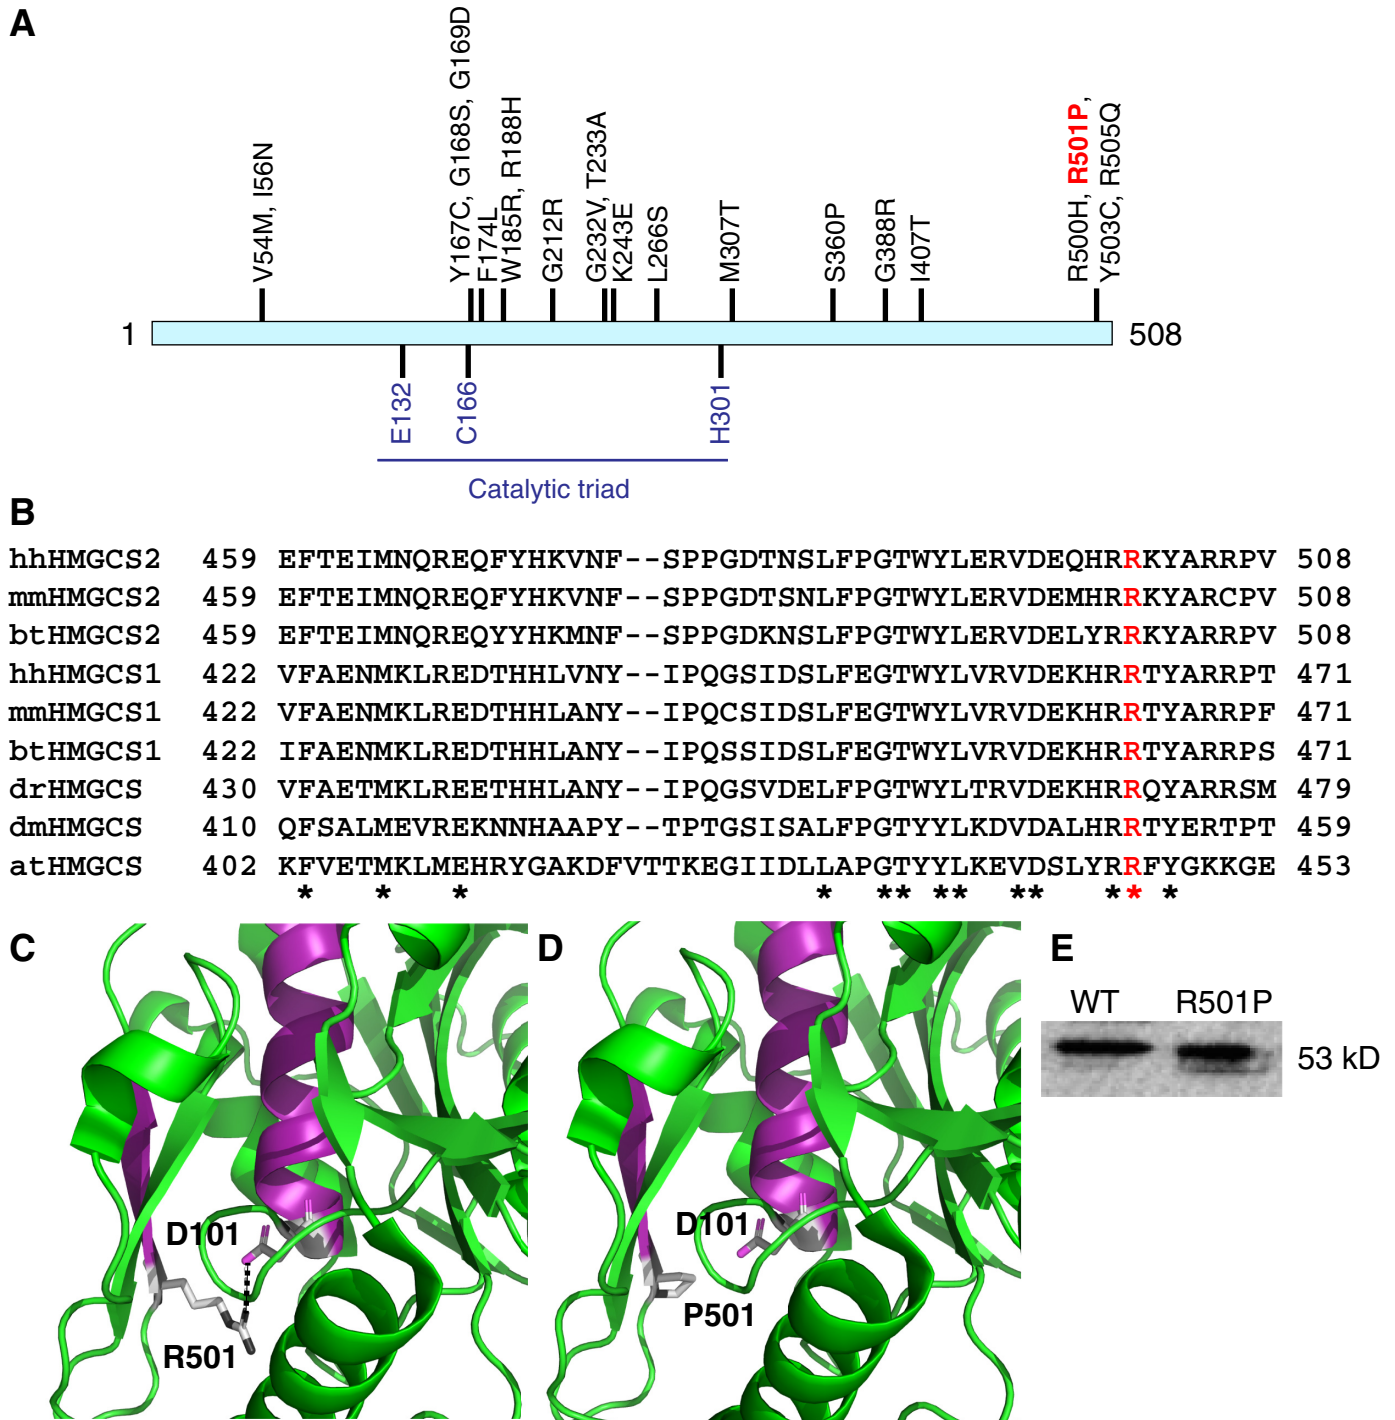 A
V54M, I56N
Y167C, G168S, G169D
F174L
W185R, R188H
G212R
G232V, T233A
K243E
L266S
M307T
S360P
G388R
I407T
R500H, R501P,
Y503C, R505Q
1
508
E132
C166
H301
Catalytic triad
B
hhHMGCS2 459 EFTEIMNQREQFYHKVNF--SPPGDTNSLFPGTWYLERVDEQHRRKYARRPV 508
mmHMGCS2 459 EFTEIMNQREQFYHKVNF--SPPGDTSNLFPGTWYLERVDEMHRRKYARCPV 508
btHMGCS2 459 EFTEIMNQREQYYHKMNF--SPPGDKNSLFPGTWYLERVDELYRRKYARRPV 508
hhHMGCS1 422 VFAENMKLREDTHHLVNY--IPQGSIDSLFEGTWYLVRVDEKHRRTYARRPT 471
mmHMGCS1 422 VFAENMKLREDTHHLANY--IPQCSIDSLFEGTWYLVRVDEKHRRTYARRPF 471
btHMGCS1 422 IFAENMKLREDTHHLANY--IPQSSIDSLFEGTWYLVRVDEKHRRTYARRPS 471
drHMGCS 430 VFAETMKLREETHHLANY--IPQGSVDELFPGTWYLTRVDEKHRRQYARRSM 479
dmHMGCS 410 QFSALMEVREKNNHAAPY--TPTGSISALFPGTYYLKDVDALHRRTYERTPT 459
atHMGCS 402 KFVETMKLMEHRYGAKDFVTTKEGIIDLLAPGTYYLKEVDSLYRRFYGKKGE 453
* * * * ** ** ** ** *
C
D101
R501
D
D101
P501
E
WT R501P
53 kD